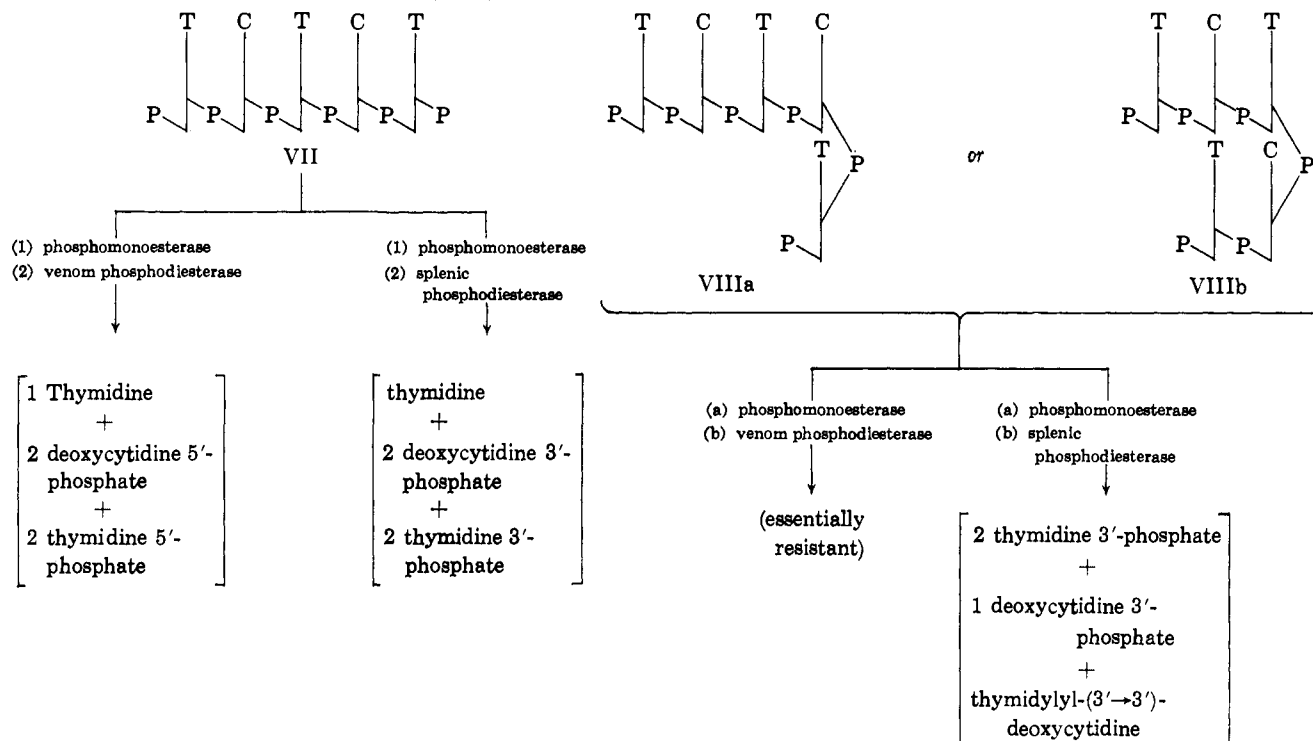 T C T C T
P P P P P P
VII
T C T C
P P P P
T P
P
VIIIa
or
T C T
P P P
T C P
P P
VIIIb
(1) phosphomonoesterase
(2) venom phosphodiesterase
(1) phosphomonoesterase
(2) splenic
phosphodiesterase
1 Thymidine
+
2 deoxycytidine 5′-
phosphate
+
2 thymidine 5′-
phosphate
thymidine
+
2 deoxycytidine 3′-
phosphate
+
2 thymidine 3′-
phosphate
(a) phosphomonoesterase
(b) venom phosphodiesterase
(a) phosphomonoesterase
(b) splenic
phosphodiesterase
(essentially
resistant)
2 thymidine 3′-phosphate
+
1 deoxycytidine 3′-
phosphate
+
thymidylyl-(3′→3′)-
deoxycytidine